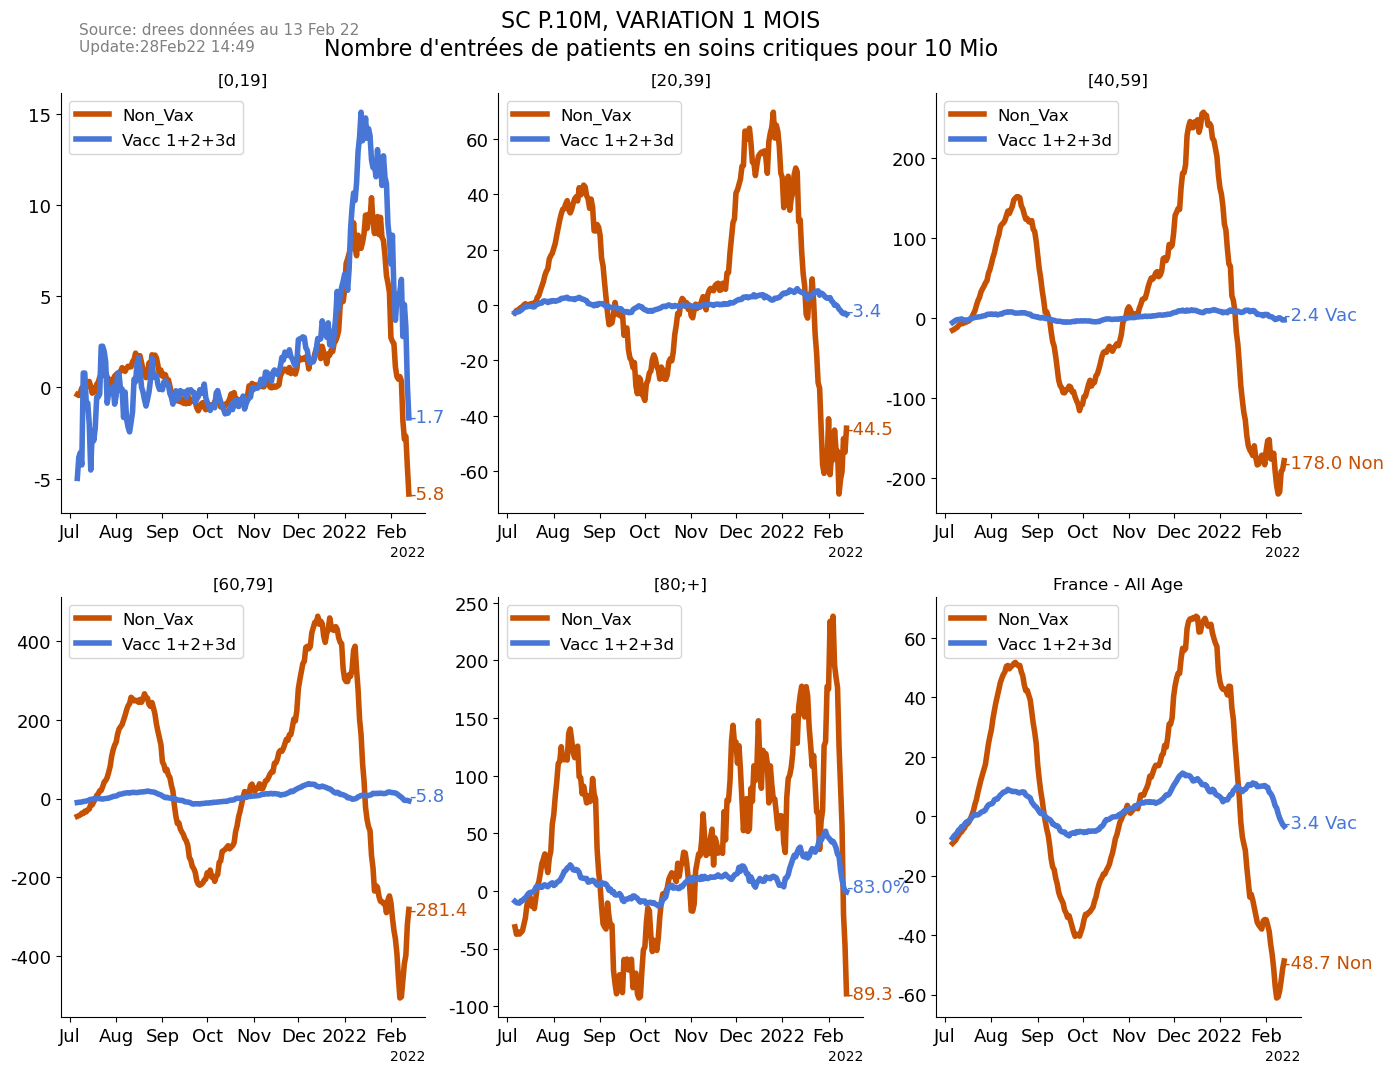 Source: drees données au 13 Feb 22
Update:28Feb22 14:49
SC P.10M, VARIATION 1 MOIS
Nombre d'entrées de patients en soins critiques pour 10 Mio
[0,19]
Non_Vax
Vacc 1+2+3d
15
10
5
0
-5
-1.7
-5.8
Jul Aug Sep Oct Nov Dec 2022 Feb
2022
[20,39]
Non_Vax
Vacc 1+2+3d
60
40
20
0
-20
-40
-60
-3.4
-44.5
Jul Aug Sep Oct Nov Dec 2022 Feb
2022
[40,59]
Non_Vax
Vacc 1+2+3d
200
100
0
-100
-200
-2.4 Vac
-178.0 Non
Jul Aug Sep Oct Nov Dec 2022 Feb
2022
[60,79]
Non_Vax
Vacc 1+2+3d
400
200
0
-200
-400
-5.8
-281.4
Jul Aug Sep Oct Nov Dec 2022 Feb
2022
[80;+]
Non_Vax
Vacc 1+2+3d
250
200
150
100
50
0
-50
-100
-83.0%
-89.3
Jul Aug Sep Oct Nov Dec 2022 Feb
2022
France - All Age
Non_Vax
Vacc 1+2+3d
60
40
20
0
-20
-40
-60
-3.4 Vac
-48.7 Non
Jul Aug Sep Oct Nov Dec 2022 Feb
2022